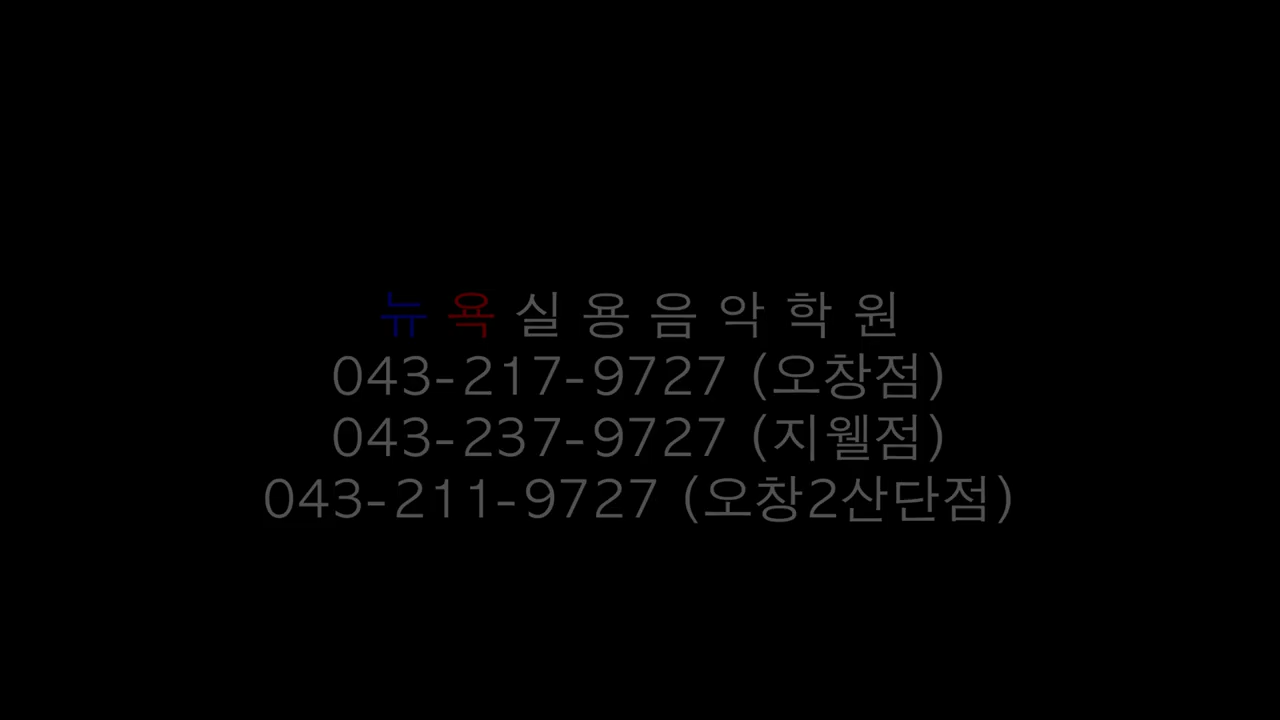 뉴 욕 실 용 음 악 학 원
043-217-9727 (오창점)
043-237-9727 (지웰점)
043-211-9727 (오창2산단점)